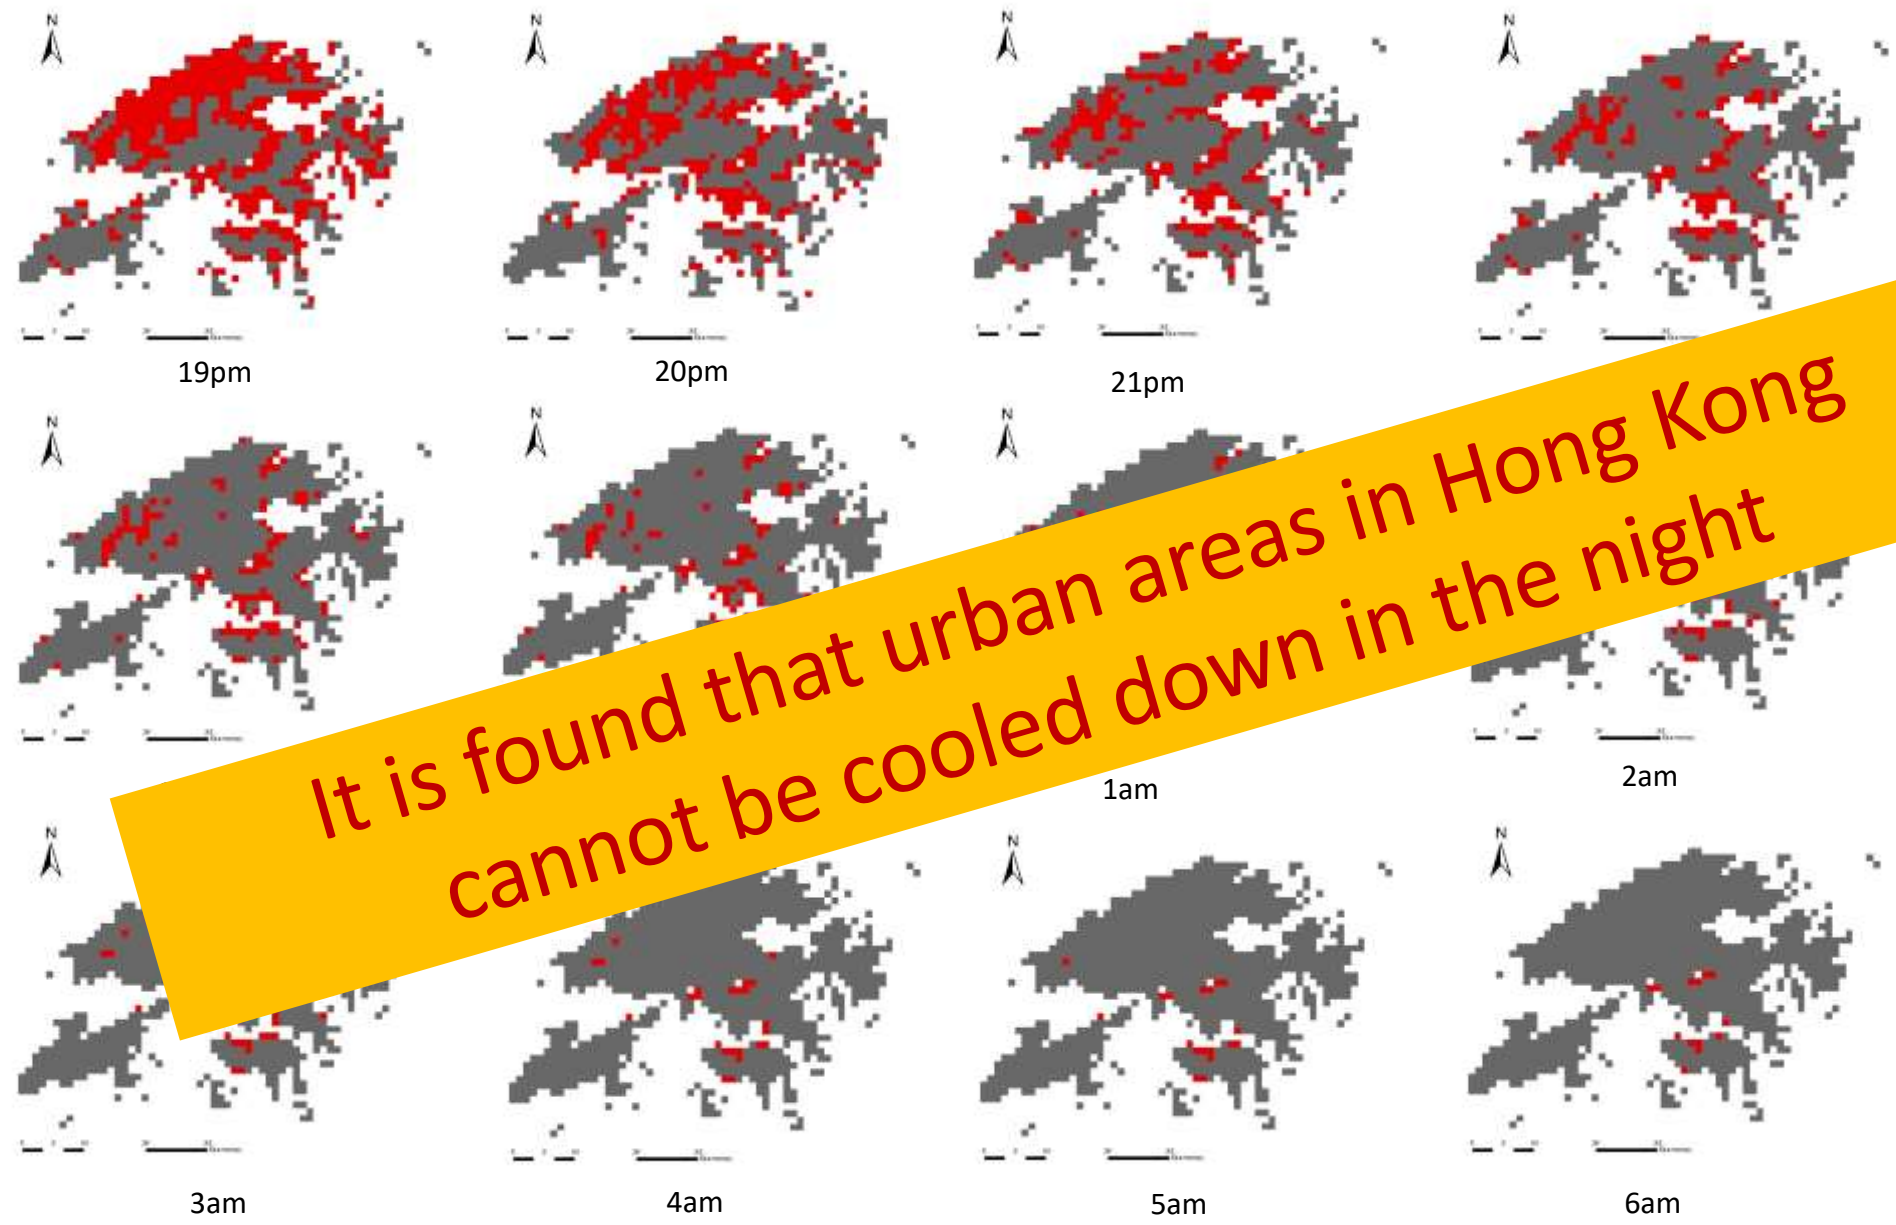 N
N
N
N
19pm
20pm
21pm
N
N
N
It is found that urban areas in Hong Kong
cannot be cooled down in the night
1am
2am
N
N
N
3am
4am
5am
6am